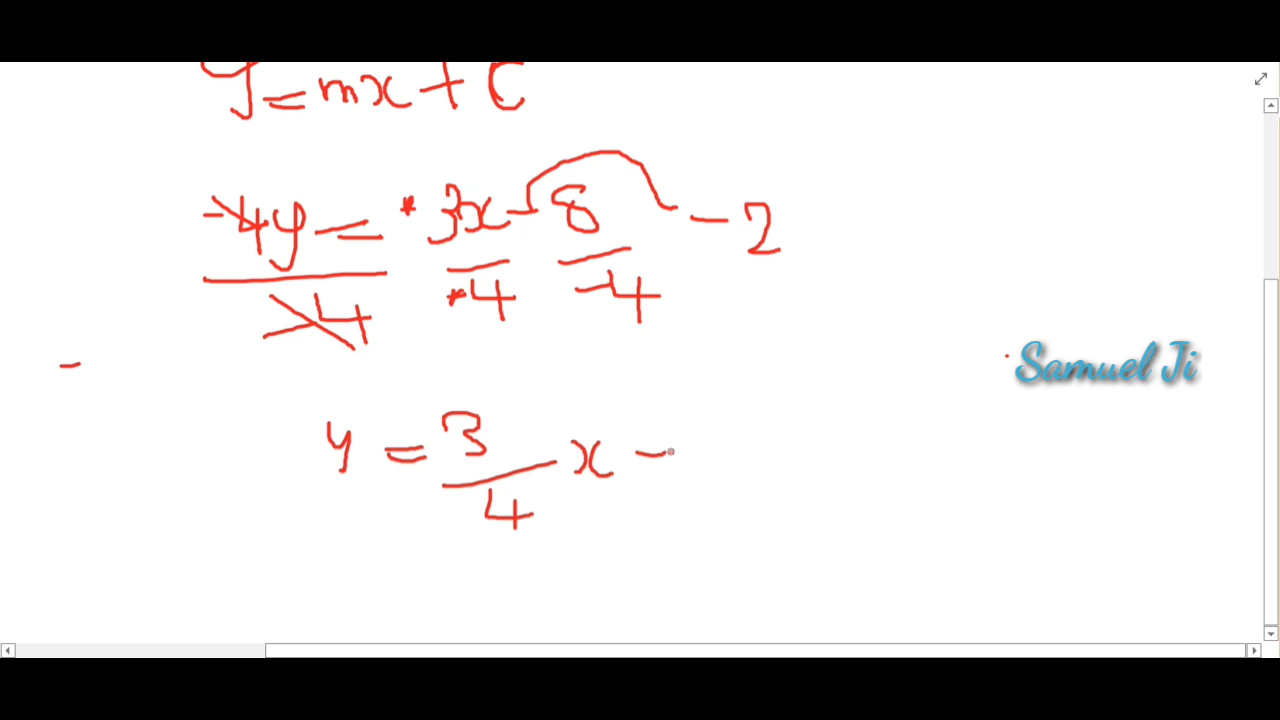 y = mx + C
-4y = 3x - 8 - 2
-4 4 -4
Samuel Ji
y = 3/4 x -